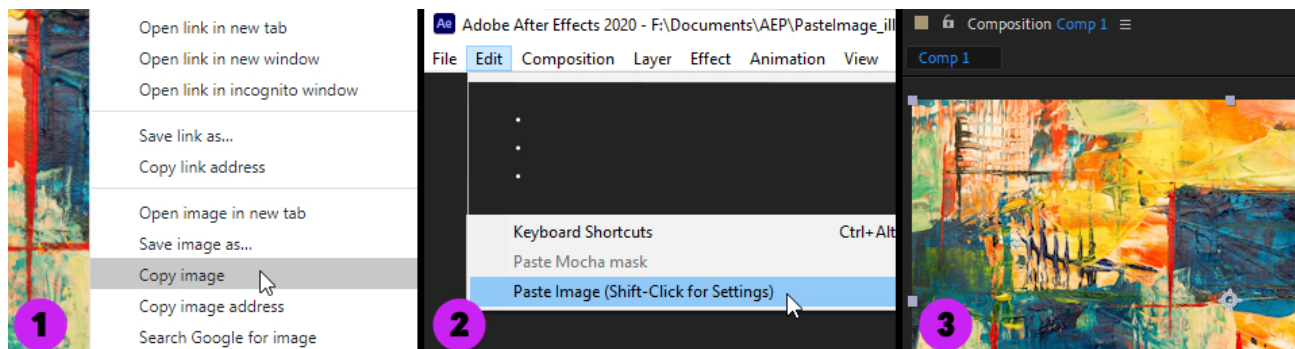 Open link in new tab
Open link in new window
Open link in incognito window
Save link as...
Copy link address
Open image in new tab
Save image as...
Copy image
Copy image address
Search Google for image
1
Ae Adobe After Effects 2020 - F:\Documents\AEP\PasteImage_ill
File Edit Composition Layer Effect Animation View
.
.
.
Keyboard Shortcuts Ctrl+Alt
Paste Mocha mask
Paste Image (Shift-Click for Settings)
2
Composition Comp 1
Comp 1
3